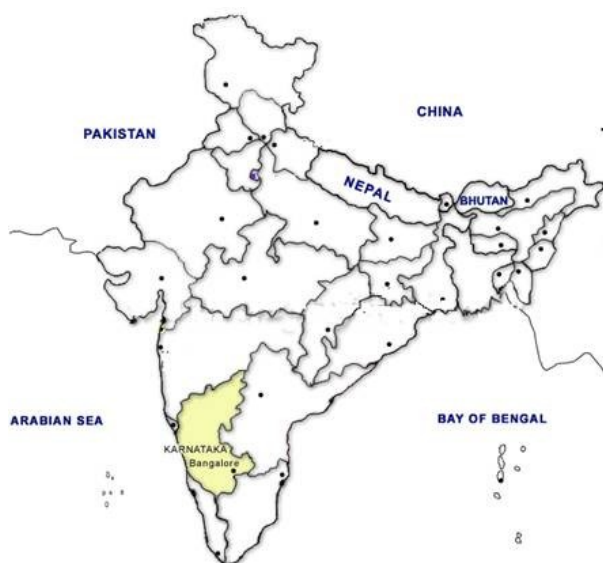 CHINA
PAKISTAN
NEPAL
BHUTAN
ARABIAN SEA
BAY OF BENGAL
KARNATAKA
Bangalore